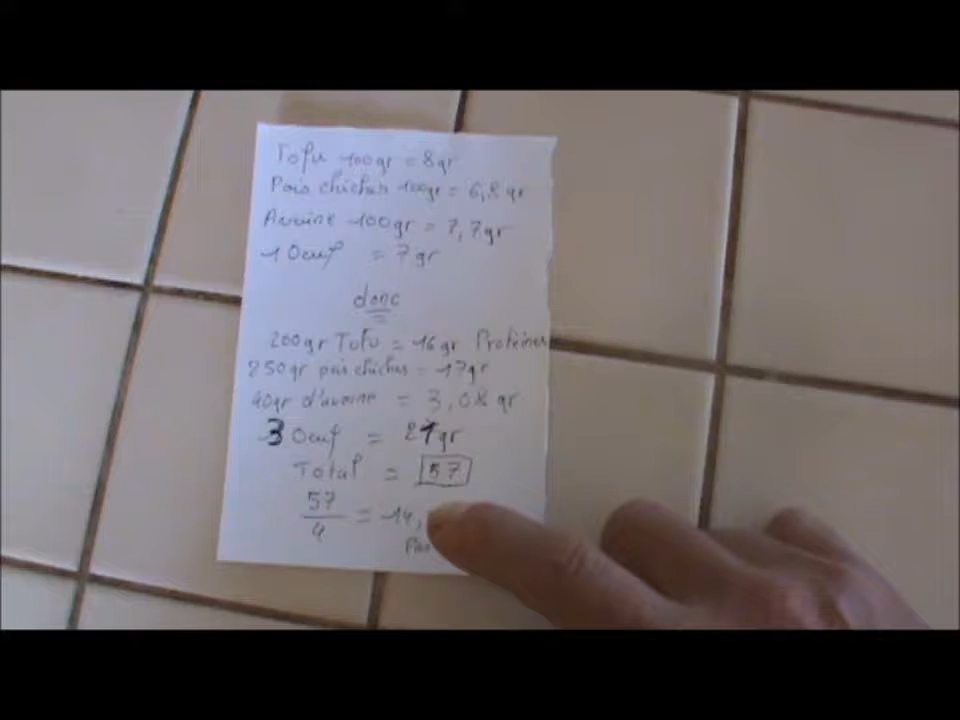 Tofu 100gr = 8gr
Pois chiches 100gr = 6,8 gr
Avoine 100gr = 7,7gr
1 Oeuf = 7gr
donc
200gr Tofu = 16gr Protéines
250gr pois chiches = 17gr
40gr d'avoine = 3,08 gr
3 Oeuf = 21gr
Total = 57
57
4
= 14,